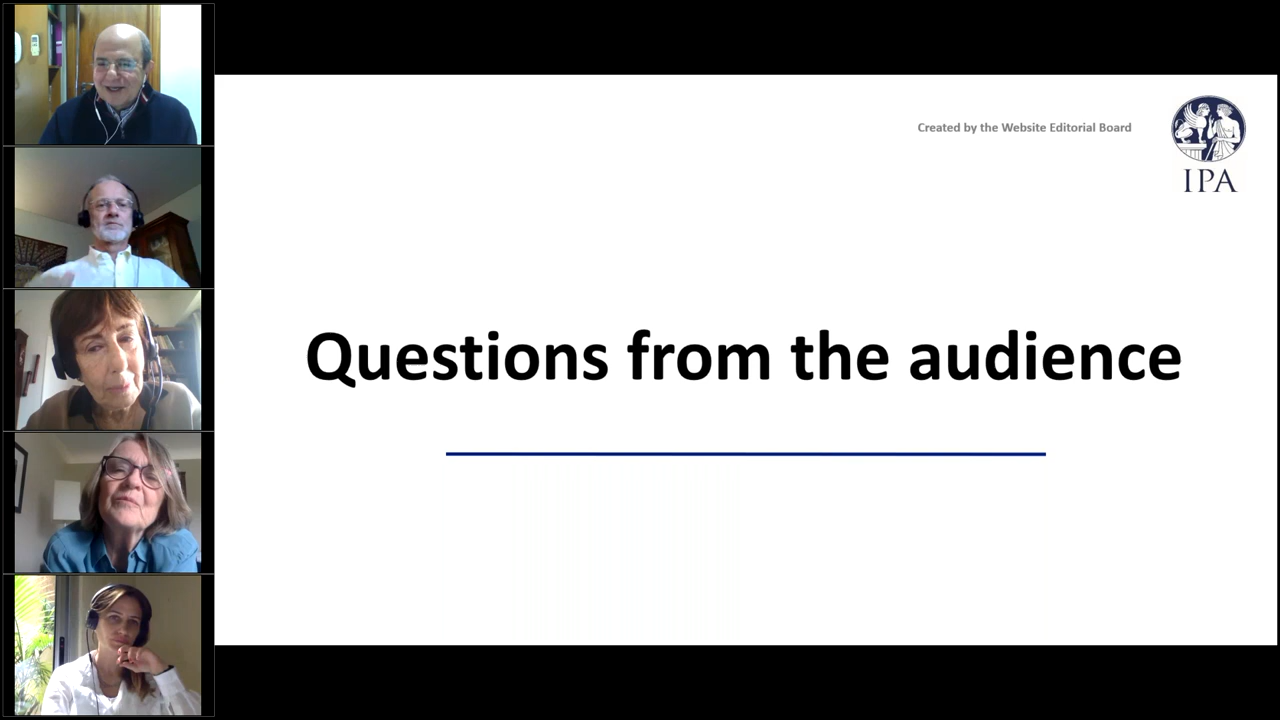 Created by the Website Editorial Board
IPA
Questions from the audience